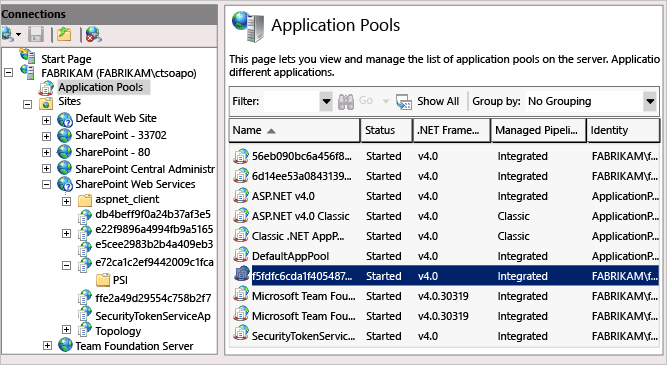 Connections
Start Page
FABRIKAM (FABRIKAM\ctsoapo)
Application Pools
Sites
Default Web Site
SharePoint - 33702
SharePoint - 80
SharePoint Central Administr
SharePoint Web Services
aspnet_client
db4beff9f0a24b37af3e5
e22f9896a4994fb9a5165
e5cee2983b2b4a409eb3
e72ca1c2ef9442009c1fca
PSI
ffe2a49d29554c758b2f7
SecurityTokenServiceAp
Topology
Team Foundation Server
Application Pools
This page lets you view and manage the list of application pools on the server. Applicatio
different applications.
Filter: Go Show All Group by: No Grouping
Name Status .NET Frame... Managed Pipeli... Identity
56eb090bc6a456f8... Started v4.0 Integrated FABRIKAM\f...
6d14ee53a0843139... Started v4.0 Integrated FABRIKAM\f...
ASP.NET v4.0 Started v4.0 Integrated ApplicationP...
ASP.NET v4.0 Classic Started v4.0 Classic ApplicationP...
Classic .NET AppP... Started v4.0 Classic ApplicationP...
DefaultAppPool Started v4.0 Integrated ApplicationP...
f5fdfc6cda1f405487... Started v4.0 Integrated FABRIKAM\f...
Microsoft Team Fou... Started v4.0.30319 Integrated FABRIKAM\f...
Microsoft Team Fou... Started v4.0.30319 Integrated FABRIKAM\f...
SecurityTokenServic... Started v4.0 Integrated FABRIKAM\f...